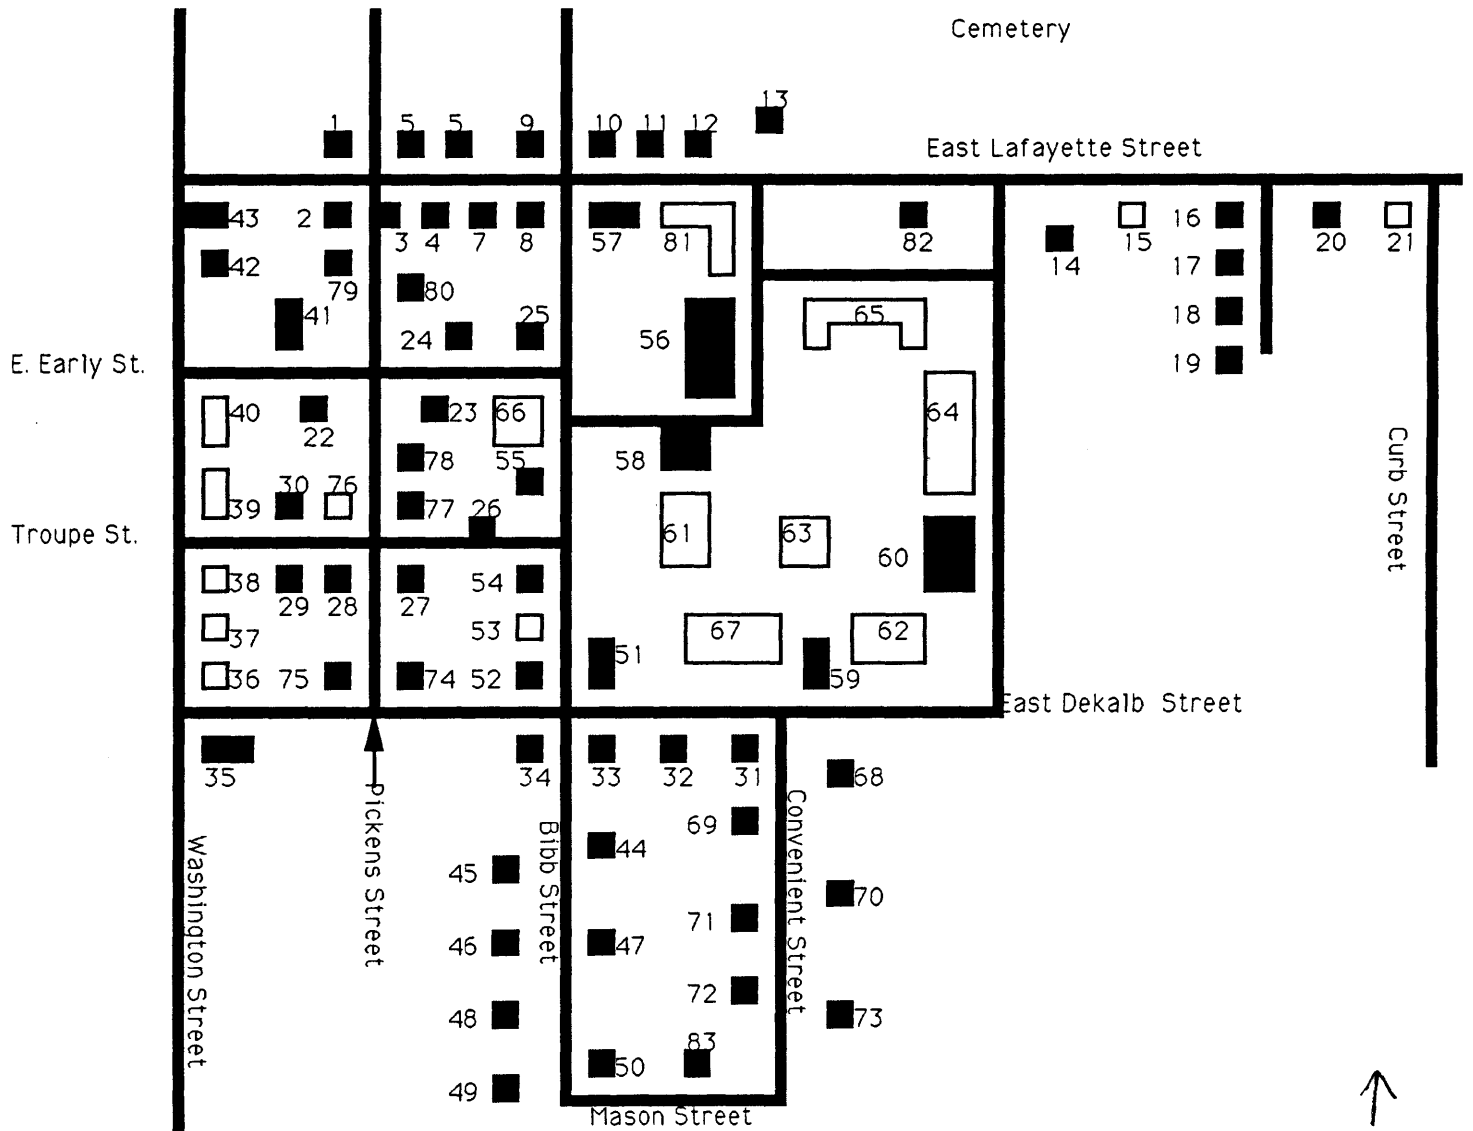 Cemetery
13
1 5 5 9 10 11 12
East Lafayette Street
43 2 3 4 7 8 57 81 82 14 15 16 20 21
42 79 80 17
41 24 25 56 65 18
E. Early St.
19
40 22 23 66 64
78 55 58
39 30 76 77 26 61 63 60
Troupe St.
Curb Street
38 29 28 27 54
37 53 67 62
36 75 74 52 51 59
East Dekalb Street
35 34 33 32 31 68
Pickens Street
Bibb Street
Convenient Street
Washington Street
69
44
45 70
71
46 47
72
48 73
83
50
49
Mason Street